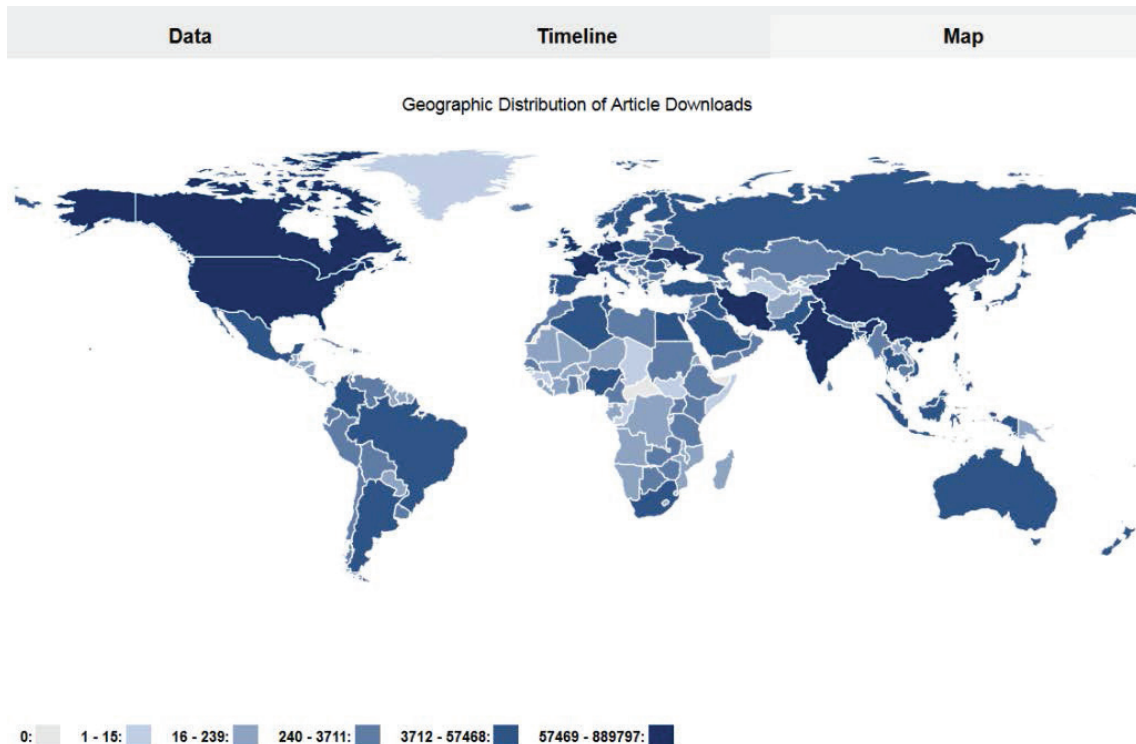 Data Timeline Map
Geographic Distribution of Article Downloads
0: 1 - 15: 16 - 239: 240 - 3711: 3712 - 57468: 57469 - 889797: